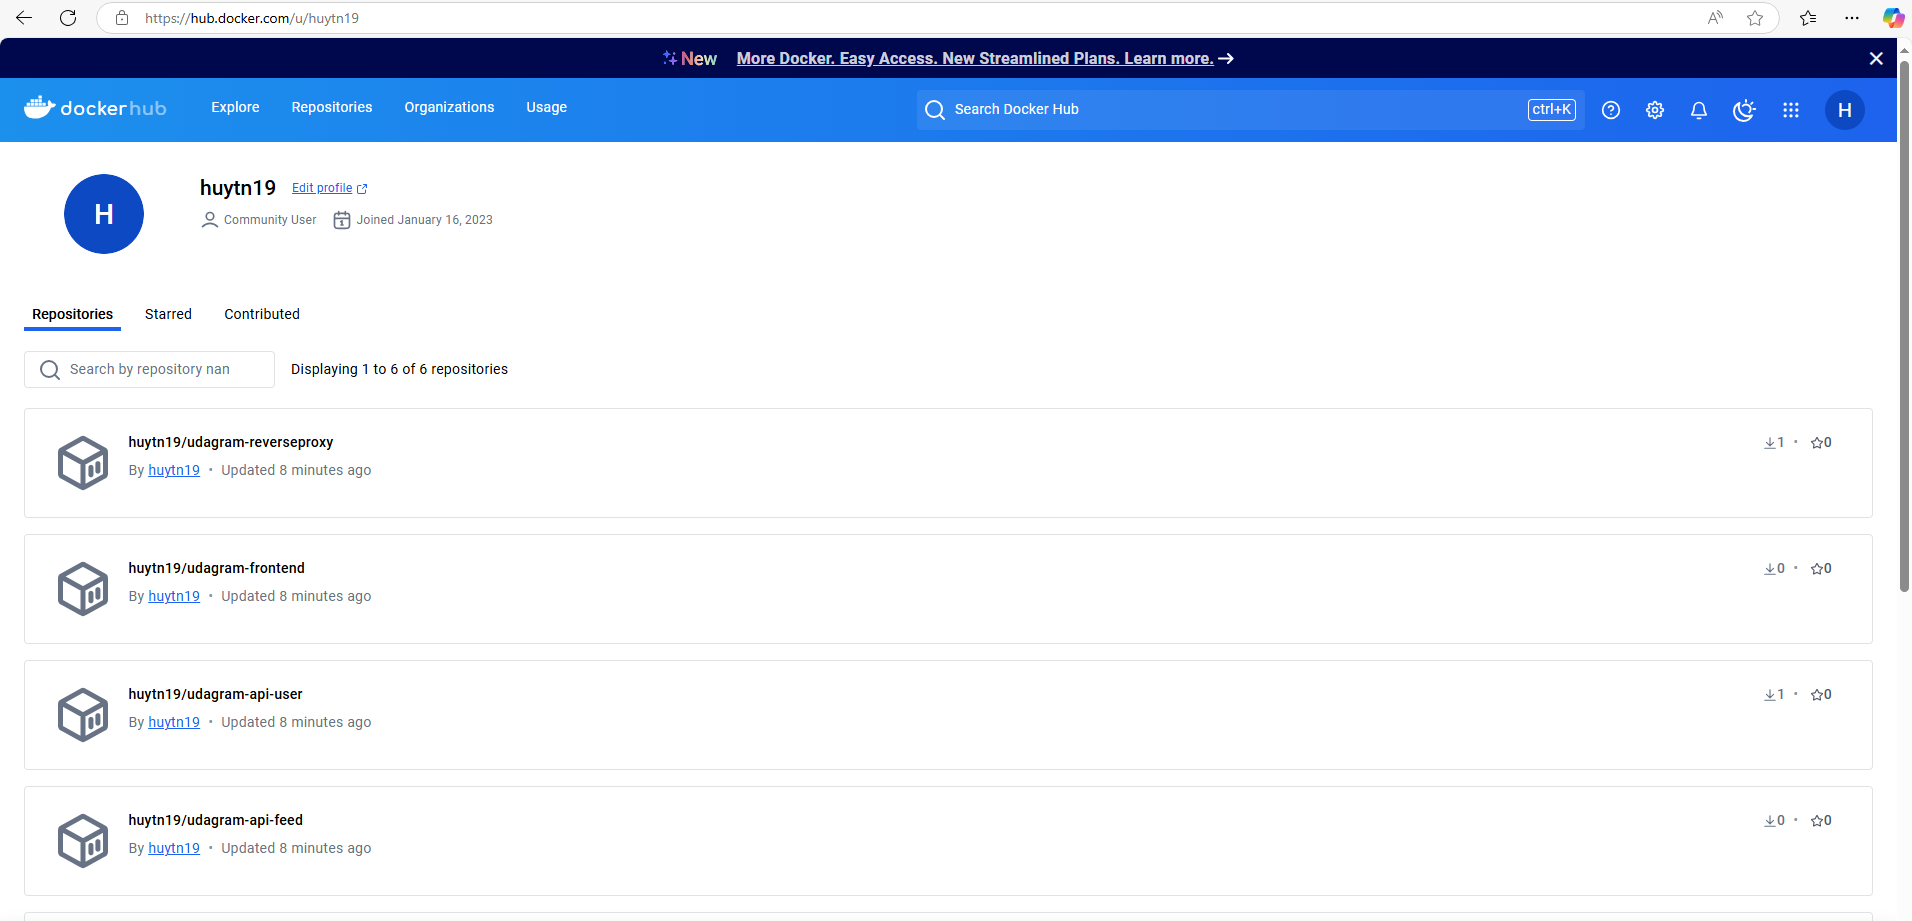 https://hub.docker.com/u/huytn19
New More Docker. Easy Access. New Streamlined Plans. Learn more.
dockerhub Explore Repositories Organizations Usage Search Docker Hub ctrl+K H
H
huytn19 Edit profile
Community User Joined January 16, 2023
Repositories Starred Contributed
Search by repository nan Displaying 1 to 6 of 6 repositories
huytn19/udagram-reverseproxy 1 • 0
By huytn19 • Updated 8 minutes ago
huytn19/udagram-frontend 0 • 0
By huytn19 • Updated 8 minutes ago
huytn19/udagram-api-user 1 • 0
By huytn19 • Updated 8 minutes ago
huytn19/udagram-api-feed 0 • 0
By huytn19 • Updated 8 minutes ago